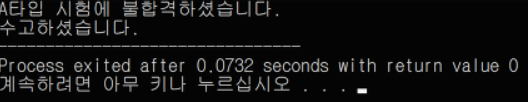 A타입 시험에 불합격하셨습니다.
수고하셨습니다.
--------------------------------
Process exited after 0.0732 seconds with return value 0
계속하려면 아무 키나 누르십시오 . . .